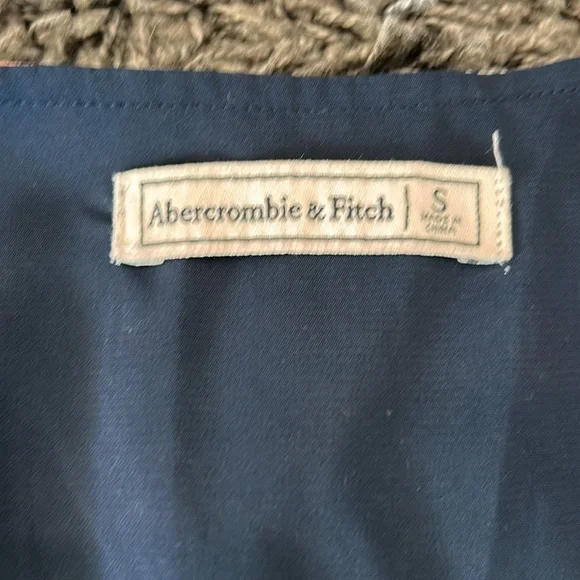 Abercrombie & Fitch
S
MADE IN
CHINA